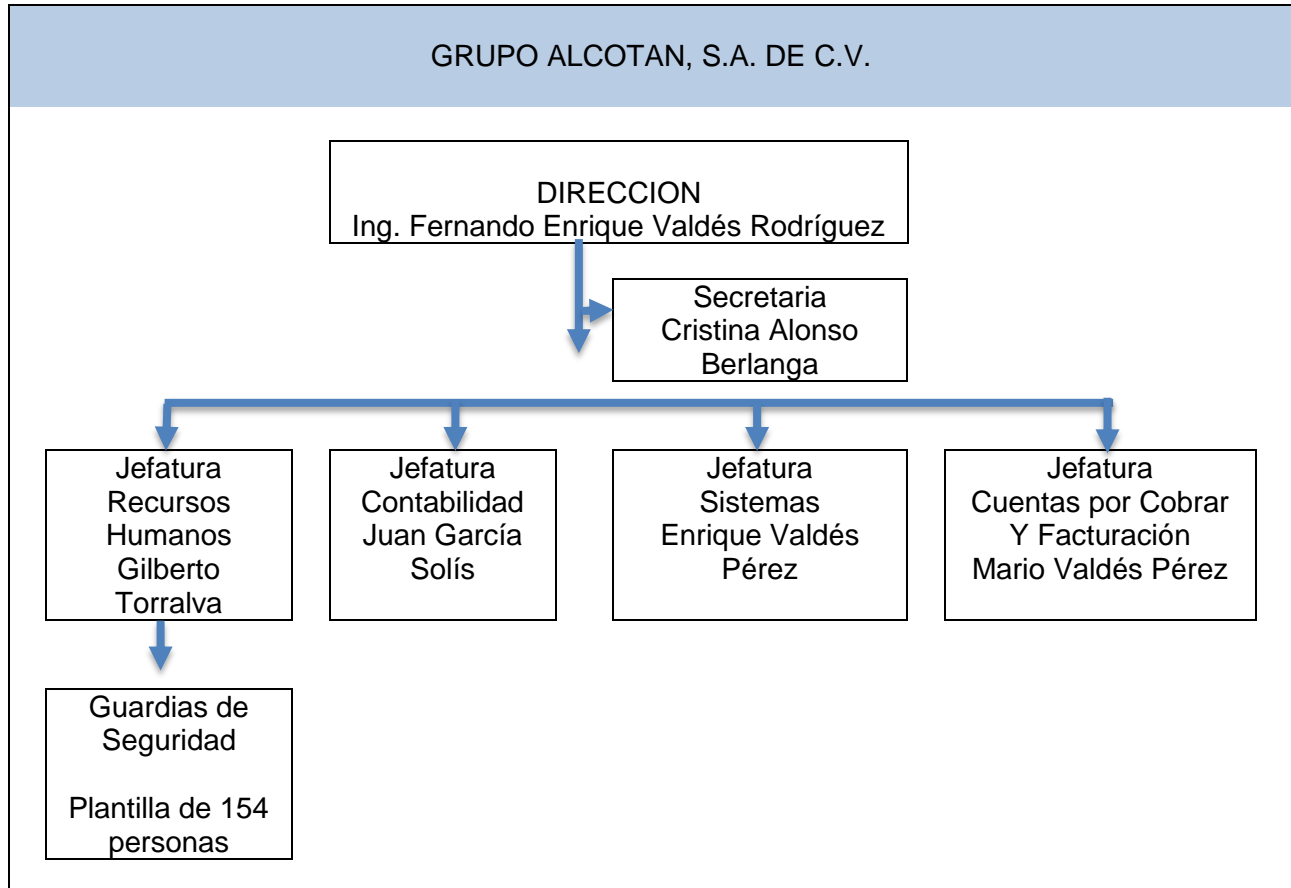 GRUPO ALCOTAN, S.A. DE C.V.
DIRECCION
Ing. Fernando Enrique Valdés Rodríguez
Secretaria
Cristina Alonso
Berlanga
Jefatura
Recursos
Humanos
Gilberto
Torralva
Jefatura
Contabilidad
Juan García
Solís
Jefatura
Sistemas
Enrique Valdés
Pérez
Jefatura
Cuentas por Cobrar
Y Facturación
Mario Valdés Pérez
Guardias de
Seguridad
Plantilla de 154
personas